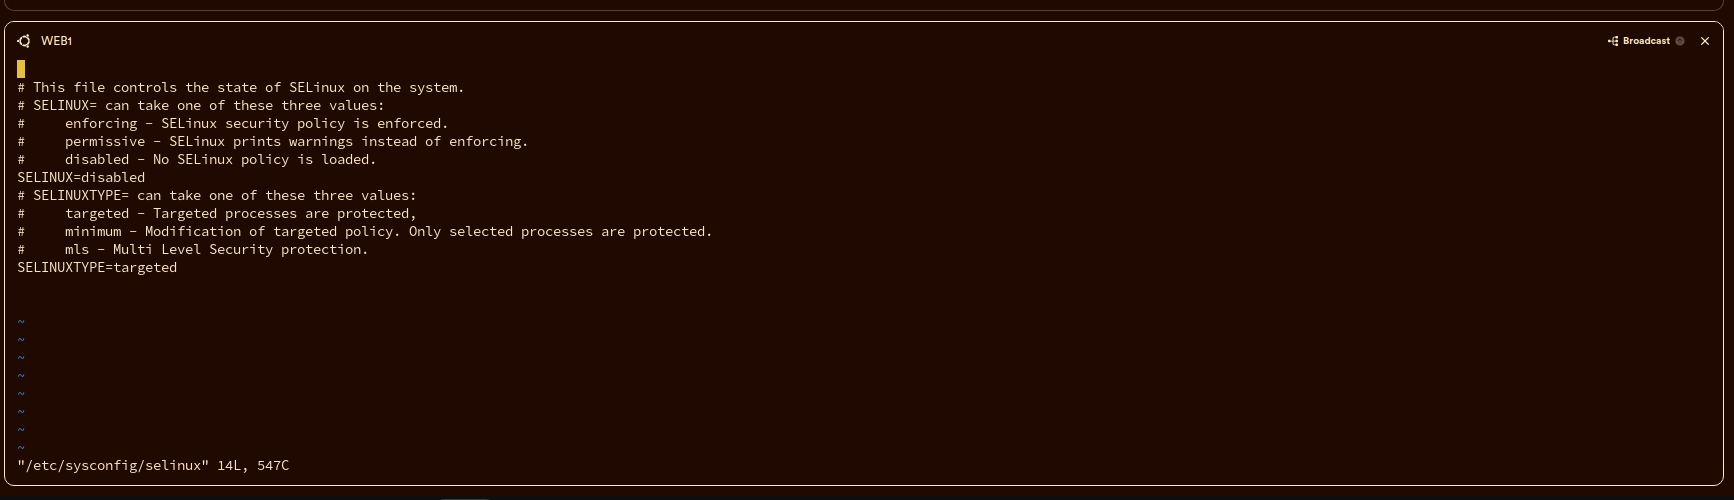 WEB1
Broadcast
# This file controls the state of SELinux on the system.
# SELINUX= can take one of these three values:
#     enforcing - SELinux security policy is enforced.
#     permissive - SELinux prints warnings instead of enforcing.
#     disabled - No SELinux policy is loaded.
SELINUX=disabled
# SELINUXTYPE= can take one of these three values:
#     targeted - Targeted processes are protected,
#     minimum - Modification of targeted policy. Only selected processes are protected.
#     mls - Multi Level Security protection.
SELINUXTYPE=targeted
~
~
~
~
~
~
~
~
"/etc/sysconfig/selinux" 14L, 547C